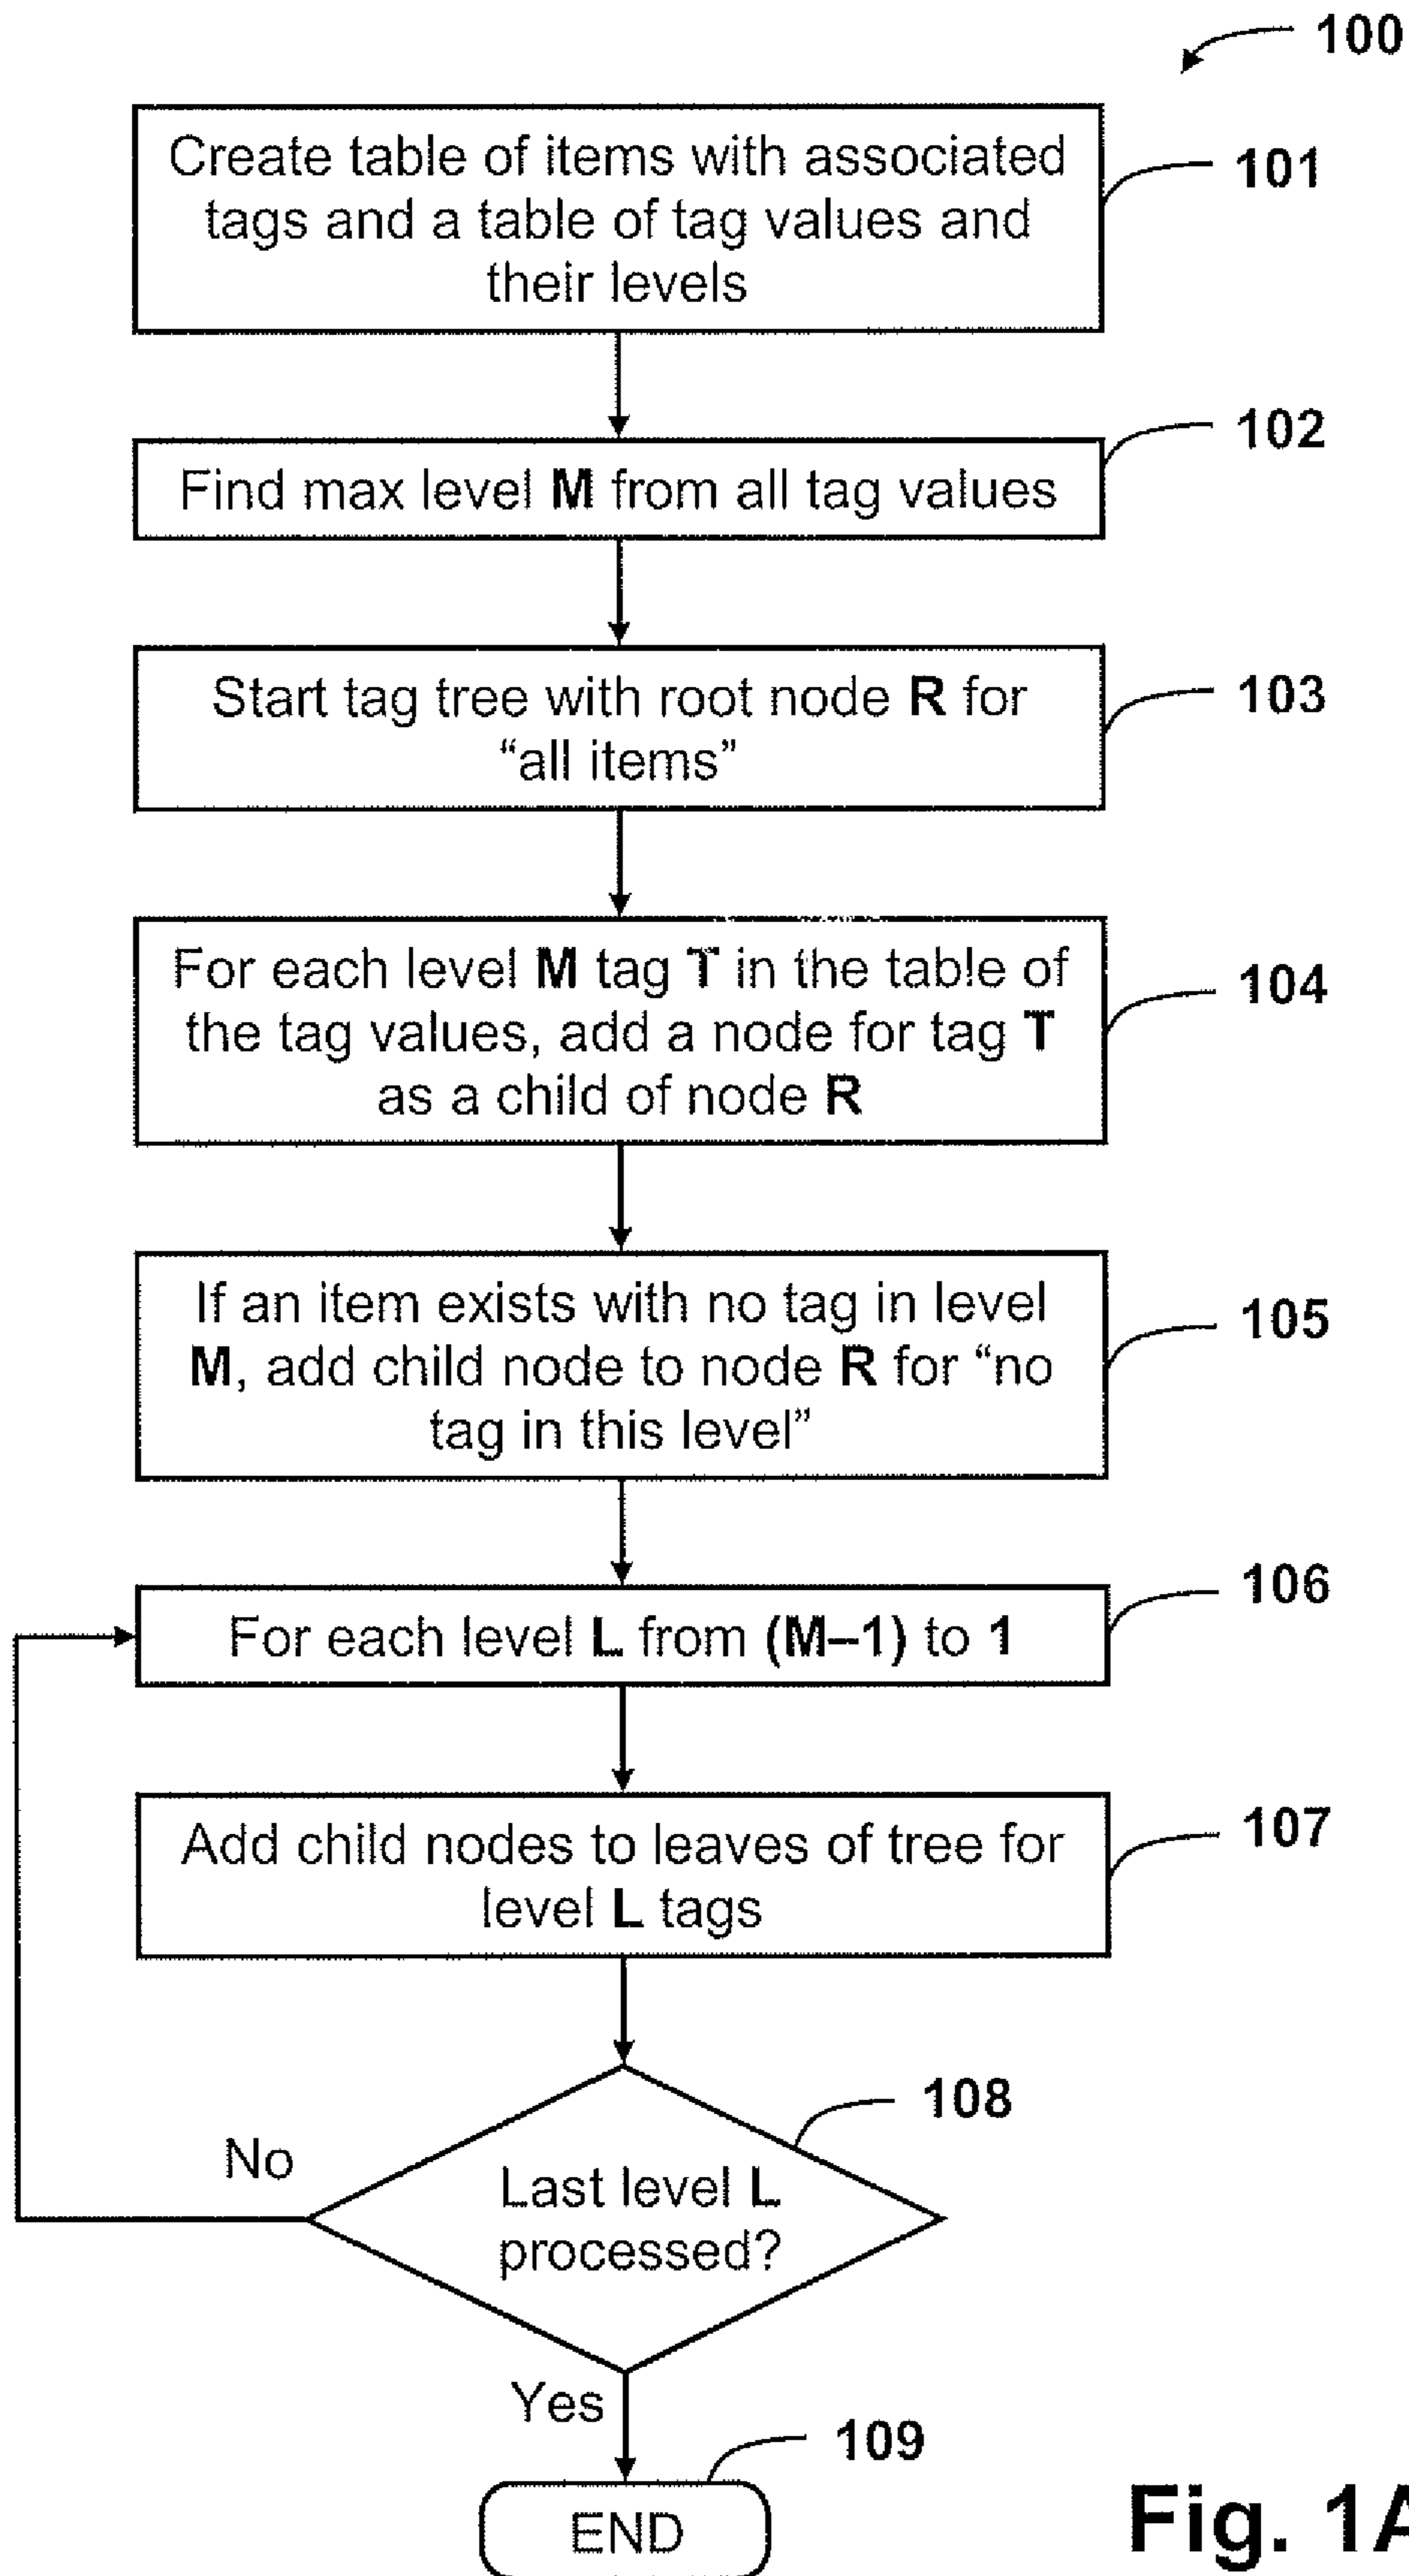 100
Create table of items with associated
tags and a table of tag values and
their levels
101
Find max level M from all tag values
102
Start tag tree with root node R for
“all items”
103
For each level M tag T in the table of
the tag values, add a node for tag T
as a child of node R
104
If an item exists with no tag in level
M, add child node to node R for “no
tag in this level”
105
For each level L from (M–1) to 1
106
Add child nodes to leaves of tree for
level L tags
107
Last level L
processed?
108
No
Yes
END
109
Fig. 1A